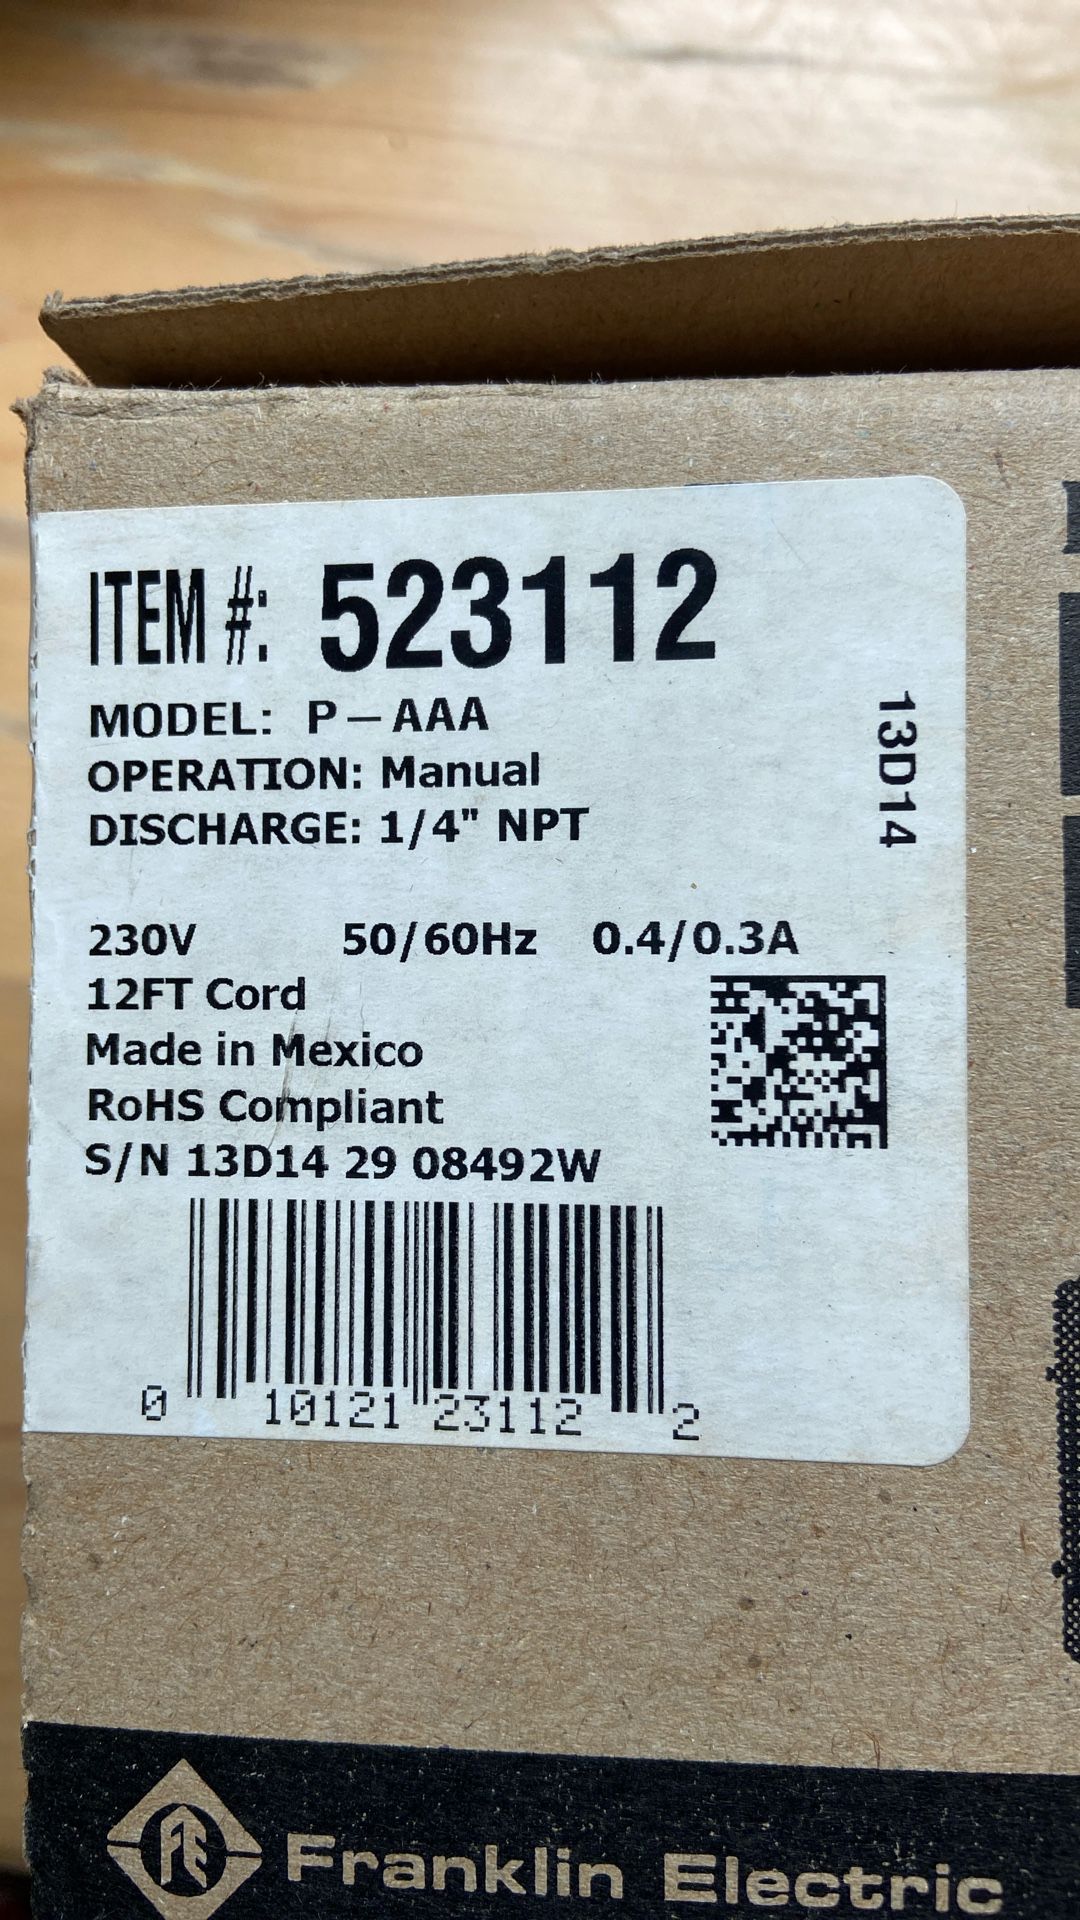 ITEM #: 523112
MODEL: P-AAA
OPERATION: Manual
DISCHARGE: 1/4" NPT
13D14
230V 50/60Hz 0.4/0.3A
12FT Cord
Made in Mexico
RoHS Compliant
S/N 13D14 29 08492W
0 10121 23112 2
FE Franklin Electric